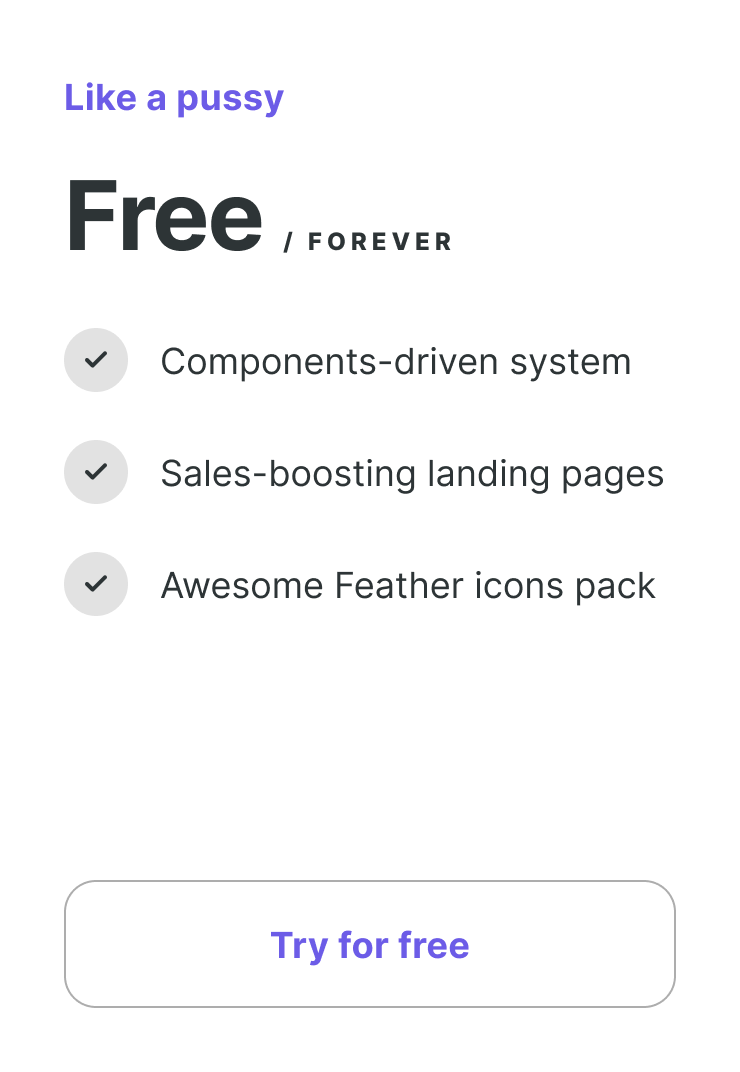 Like a pussy
Free / FOREVER
Components-driven system
Sales-boosting landing pages
Awesome Feather icons pack
Try for free